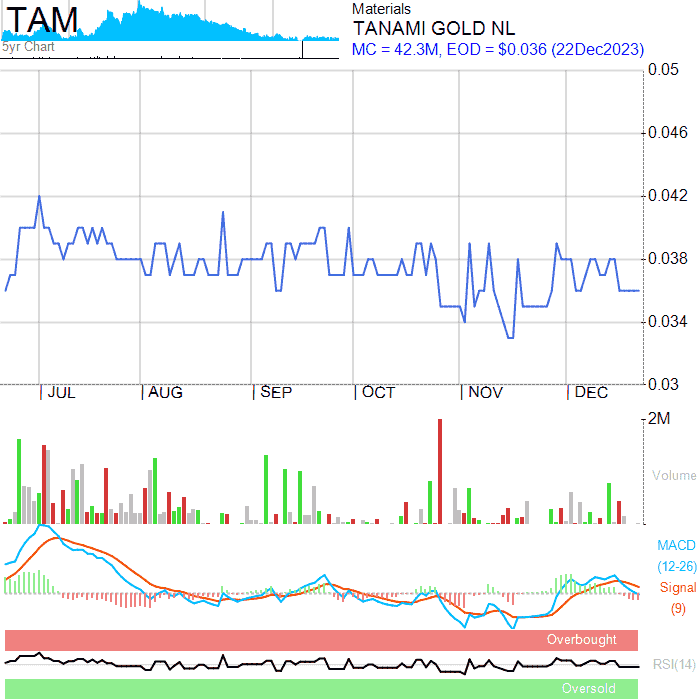 TAM
5yr Chart
Materials
TANAMI GOLD NL
MC = 42.3M, EOD = $0.036 (22Dec2023)
0.05
0.046
0.042
0.038
0.034
0.03
JUL AUG SEP OCT NOV DEC
2M
Volume
MACD
(12-26)
Signal
(9)
Overbought
RSI(14)
Oversold